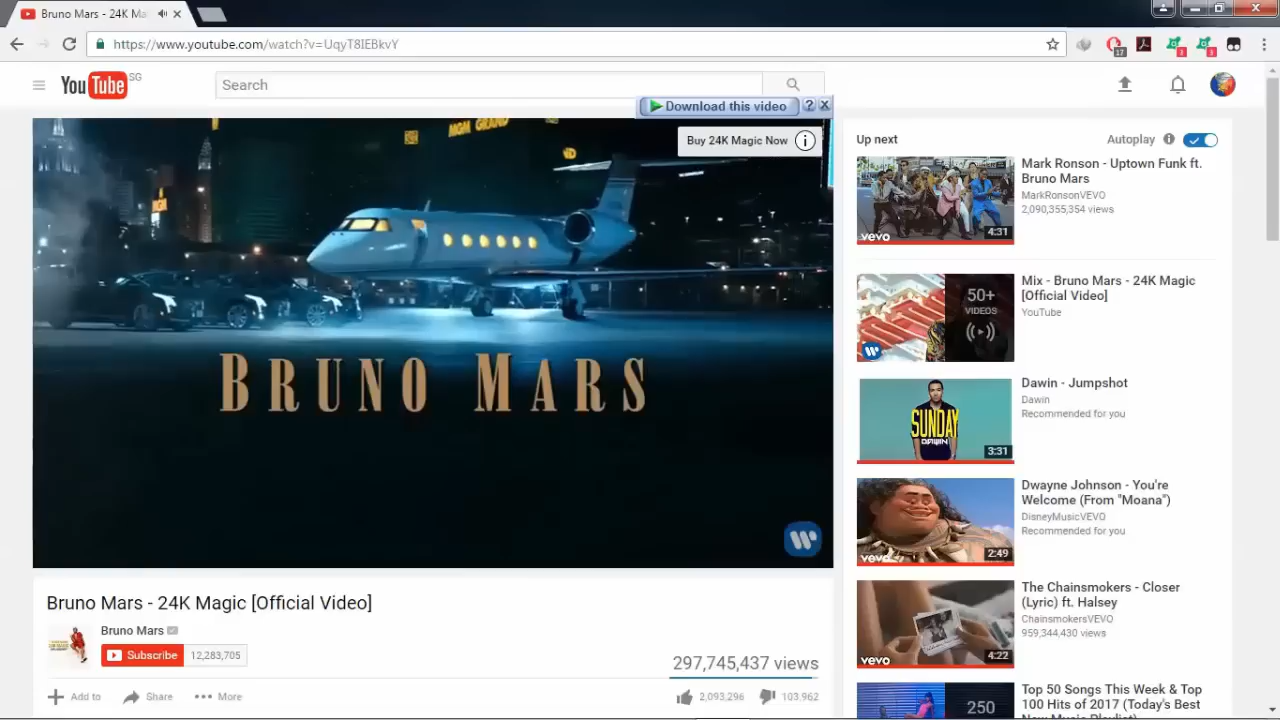 Bruno Mars - 24K Ma
https://www.youtube.com/watch?v=UqyT8IEBkvY
17
3
3
YouTube SG
Search
Download this video ? X
MGM GRAND
Buy 24K Magic Now
BRUNO MARS
Bruno Mars - 24K Magic [Official Video]
Bruno Mars
Subscribe 12,283,705
297,745,437 views
Add to Share More 2,093,296 103,962
Up next Autoplay
Mark Ronson - Uptown Funk ft.
Bruno Mars
MarkRonsonVEVO
2,090,355,354 views
vevo 4:31
Mix - Bruno Mars - 24K Magic
[Official Video]
YouTube
50+
VIDEOS
Dawin - Jumpshot
Dawin
Recommended for you
SUNDAY
DAWIN
3:31
Dwayne Johnson - You're
Welcome (From "Moana")
DisneyMusicVEVO
Recommended for you
vevo 2:49
The Chainsmokers - Closer
(Lyric) ft. Halsey
ChainsmokersVEVO
959,344,430 views
vevo 4:22
Top 50 Songs This Week & Top
100 Hits of 2017 (Today's Best
250